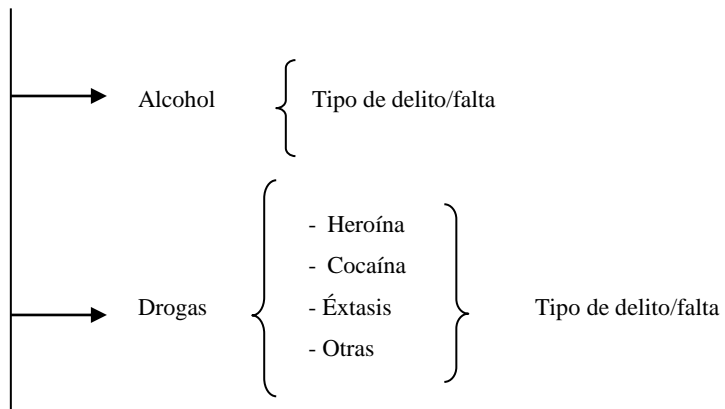 Alcohol Tipo de delito/falta
- Heroína
- Cocaína
Drogas - Éxtasis Tipo de delito/falta
- Otras